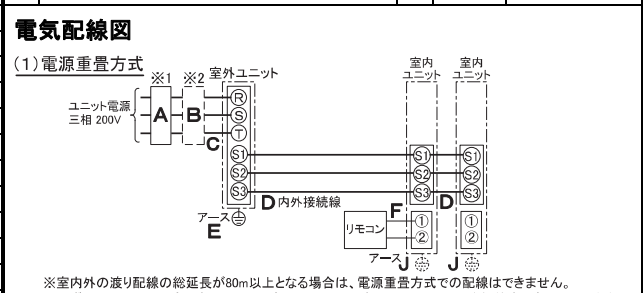 電気配線図
(1)電源重畳方式
※1 ※2 室外ユニット
室内ユニット
室内ユニット
ユニット電源
三相 200V
A
B
C
R
S
T
S1
S2
S3
S1
S2
S3
S1
S2
S3
D 内外接続線
D
アース
E
リモコン
F
①
②
①
②
アース J
J
※室内外の渡り配線の総延長が80m以上となる場合は、電源重畳方式での配線はできません。